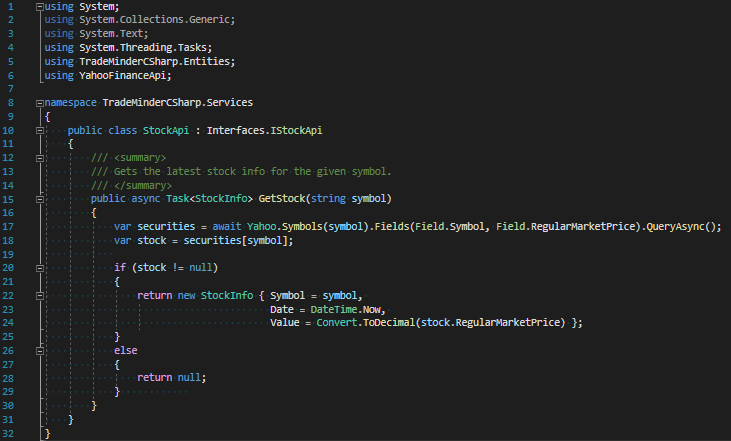 1 using System;
2 using System.Collections.Generic;
3 using System.Text;
4 using System.Threading.Tasks;
5 using TradeMinderCSharp.Entities;
6 using YahooFinanceApi;
7
8 namespace TradeMinderCSharp.Services
9 {
10     public class StockApi : Interfaces.IStockApi
11     {
12         /// <summary>
13         /// Gets the latest stock info for the given symbol.
14         /// </summary>
15         public async Task<StockInfo> GetStock(string symbol)
16         {
17             var securities = await Yahoo.Symbols(symbol).Fields(Field.Symbol, Field.RegularMarketPrice).QueryAsync();
18             var stock = securities[symbol];
19
20             if (stock != null)
21             {
22                 return new StockInfo { Symbol = symbol,
23                                        Date = DateTime.Now,
24                                        Value = Convert.ToDecimal(stock.RegularMarketPrice) };
25             }
26             else
27             {
28                 return null;
29             }
30         }
31     }
32 }